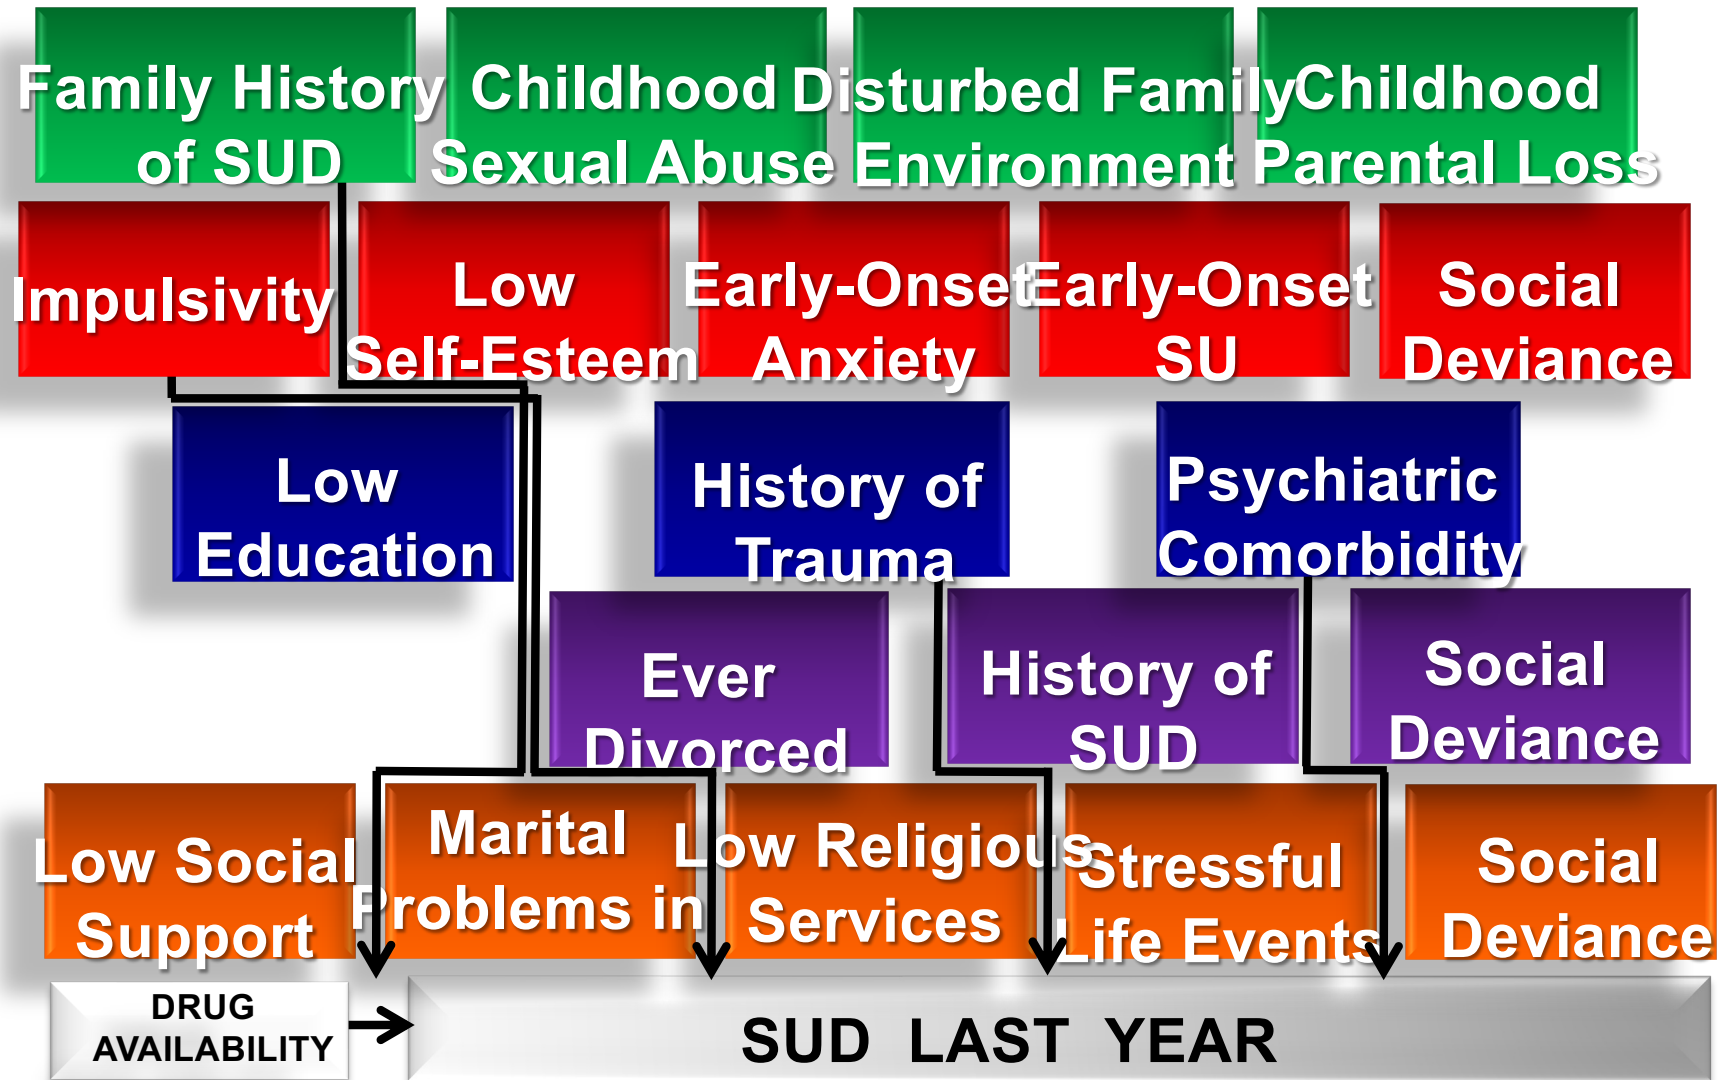 Family History
of SUD
Childhood
Sexual Abuse
Disturbed Family
Environment
Childhood
Parental Loss
Impulsivity
Low
Self-Esteem
Early-Onset
Anxiety
Early-Onset
SU
Social
Deviance
Low
Education
History of
Trauma
Psychiatric
Comorbidity
Ever
Divorced
History of
SUD
Social
Deviance
Low Social
Support
Marital
Problems in
Low Religious
Services
Stressful
Life Events
Social
Deviance
DRUG
AVAILABILITY
SUD LAST YEAR